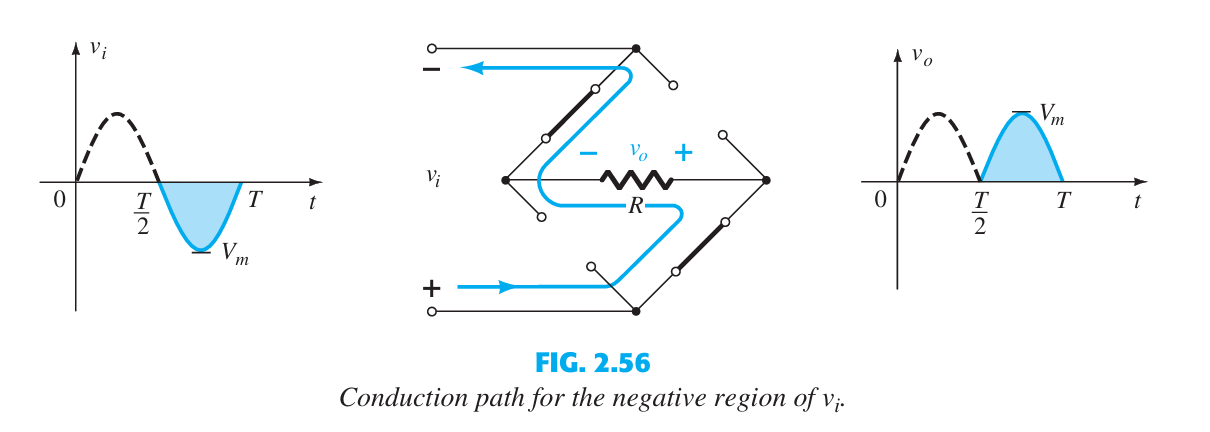 v_i
0
T/2
V_m
T
t
−
v_i
− v_o +
R
+
v_o
V_m
0
T/2
T
t
FIG. 2.56
Conduction path for the negative region of v_i.